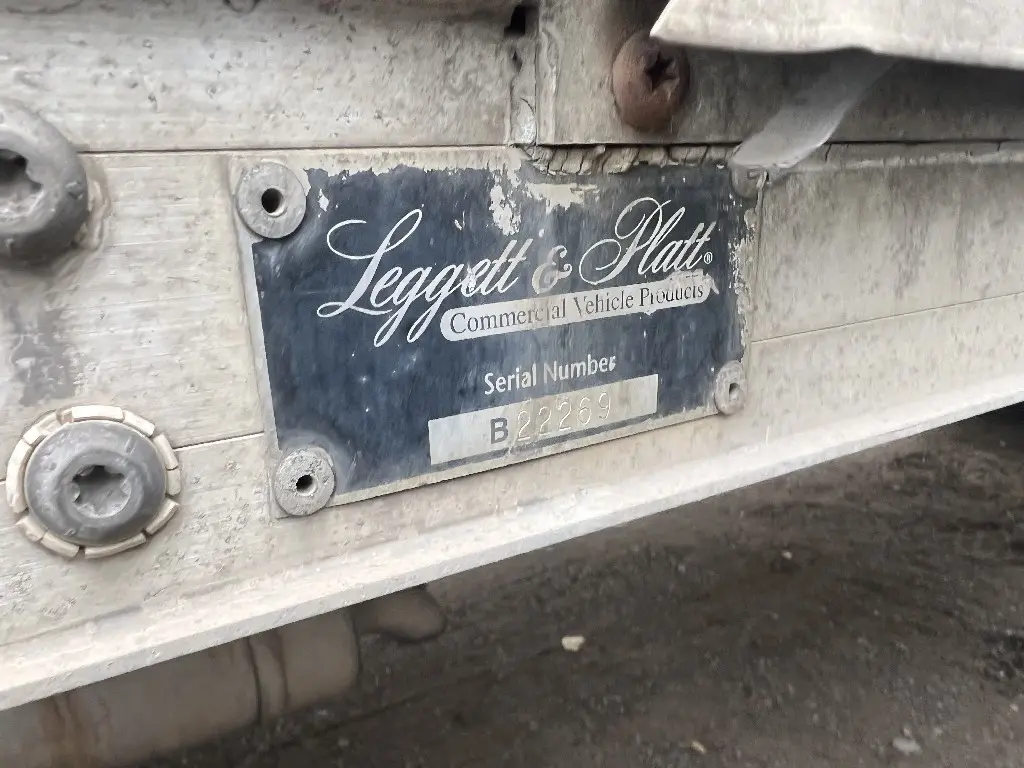 Leggett & Platt®
Commercial Vehicle Products
Serial Number
B22269